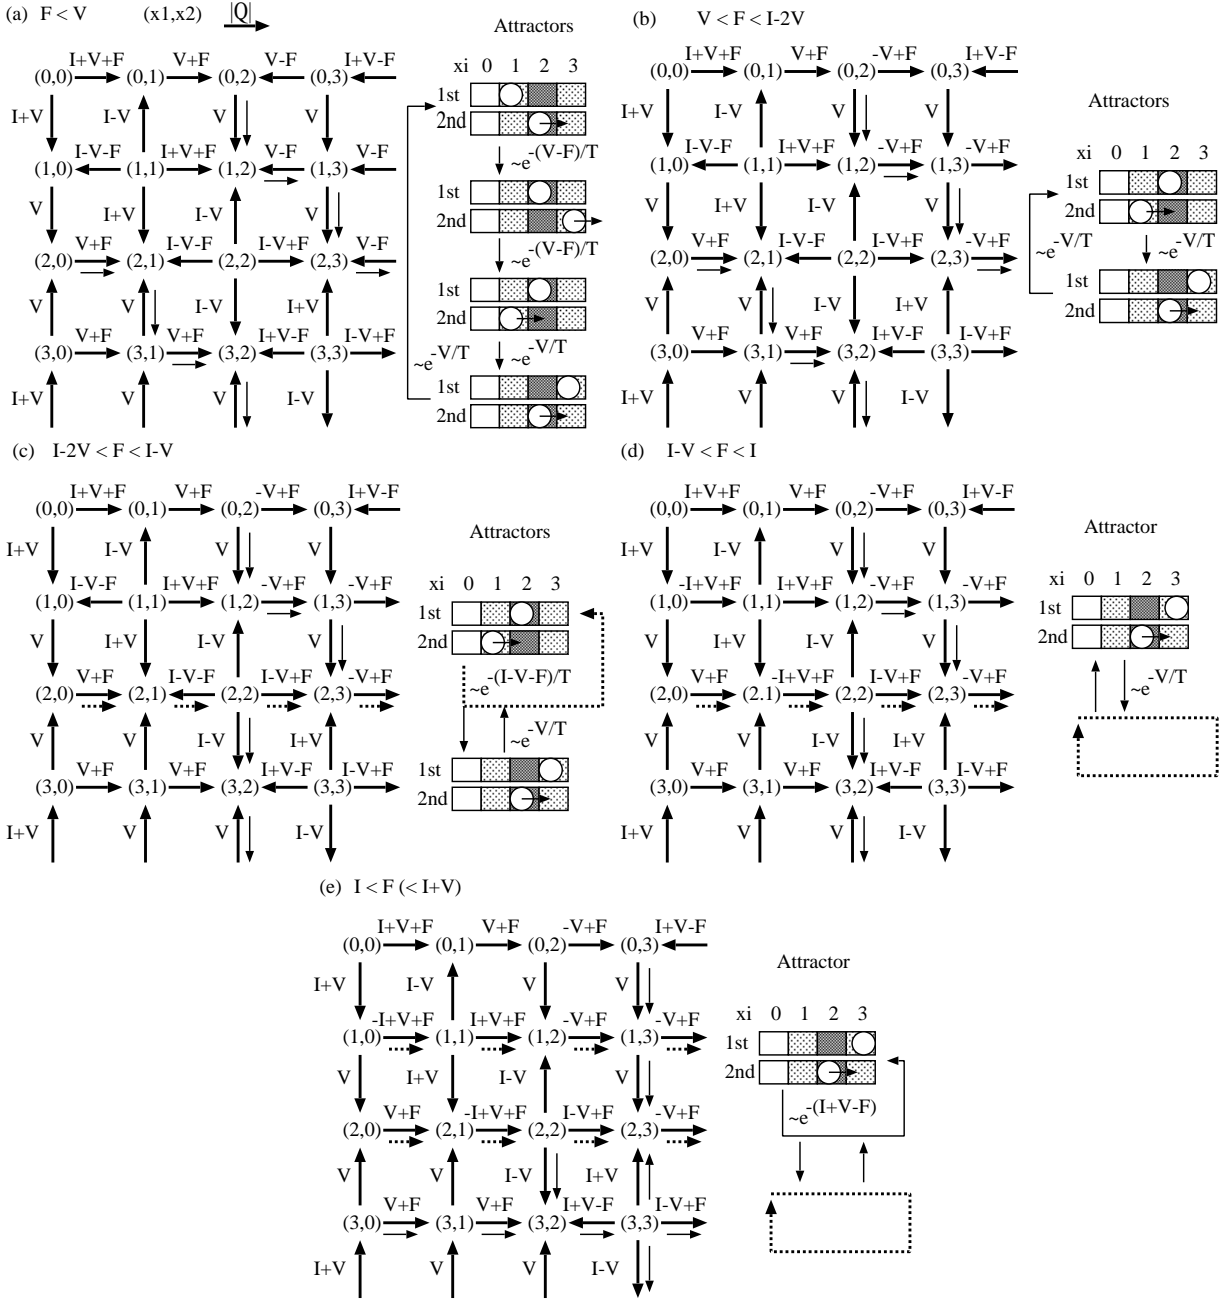 (a) F < V (x1,x2) |Q|
Attractors
(0,0) I+V+F (0,1) V+F (0,2) V-F (0,3) I+V-F
xi 0 1 2 3
1st
2nd
I+V I-V V V
~e-(V-F)/T
(1,0) I-V-F (1,1) I+V+F (1,2) V-F (1,3) V-F
1st
2nd
V I+V I-V V
~e-(V-F)/T
(2,0) V+F (2,1) I-V-F (2,2) I-V+F (2,3) V-F
1st
2nd
V V I-V I+V
~e-V/T ~e-V/T
(3,0) V+F (3,1) V+F (3,2) I+V-F (3,3) I-V+F
1st
2nd
I+V V V I-V
(b) V < F < I-2V
(0,0) I+V+F (0,1) V+F (0,2) -V+F (0,3) I+V-F
Attractors
I+V I-V V V
xi 0 1 2 3
(1,0) I-V-F (1,1) I+V+F (1,2) -V+F (1,3) -V+F
1st
2nd
V I+V I-V V
~e-V/T ~e-V/T
(2,0) V+F (2,1) I-V-F (2,2) I-V+F (2,3) -V+F
1st
2nd
V V I-V I+V
(3,0) V+F (3,1) V+F (3,2) I+V-F (3,3) I-V+F
I+V V V I-V
(c) I-2V < F < I-V
(0,0) I+V+F (0,1) V+F (0,2) -V+F (0,3) I+V-F
Attractors
I+V I-V V V
xi 0 1 2 3
(1,0) I-V-F (1,1) I+V+F (1,2) -V+F (1,3) -V+F
1st
2nd
V I+V I-V V
~e-(I-V-F)/T
(2,0) V+F (2,1) I-V-F (2,2) I-V+F (2,3) -V+F
~e-V/T
V V I-V I+V
1st
2nd
(3,0) V+F (3,1) V+F (3,2) I+V-F (3,3) I-V+F
I+V V V I-V
(d) I-V < F < I
(0,0) I+V+F (0,1) V+F (0,2) -V+F (0,3) I+V-F
Attractor
I+V I-V V V
xi 0 1 2 3
(1,0) -I+V+F (1,1) I+V+F (1,2) -V+F (1,3) -V+F
1st
2nd
V I+V I-V V
~e-V/T
(2,0) V+F (2.1) -I+V+F (2,2) I-V+F (2,3) -V+F
V V I-V I+V
(3,0) V+F (3,1) V+F (3,2) I+V-F (3,3) I-V+F
I+V V V I-V
(e) I < F (< I+V)
(0,0) I+V+F (0,1) V+F (0,2) -V+F (0,3) I+V-F
Attractor
I+V I-V V V
xi 0 1 2 3
(1,0) -I+V+F (1,1) I+V+F (1,2) -V+F (1,3) -V+F
1st
2nd
V I+V I-V V
~e-(I+V-F)
(2,0) V+F (2,1) -I+V+F (2,2) I-V+F (2,3) -V+F
V V I-V I+V
(3,0) V+F (3,1) V+F (3,2) I+V-F (3,3) I-V+F
I+V V V I-V